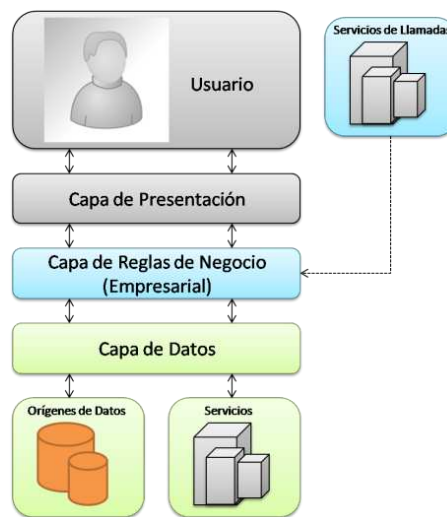 Servicios de Llamadas
Usuario
Capa de Presentación
Capa de Reglas de Negocio
(Empresarial)
Capa de Datos
Orígenes de Datos
Servicios